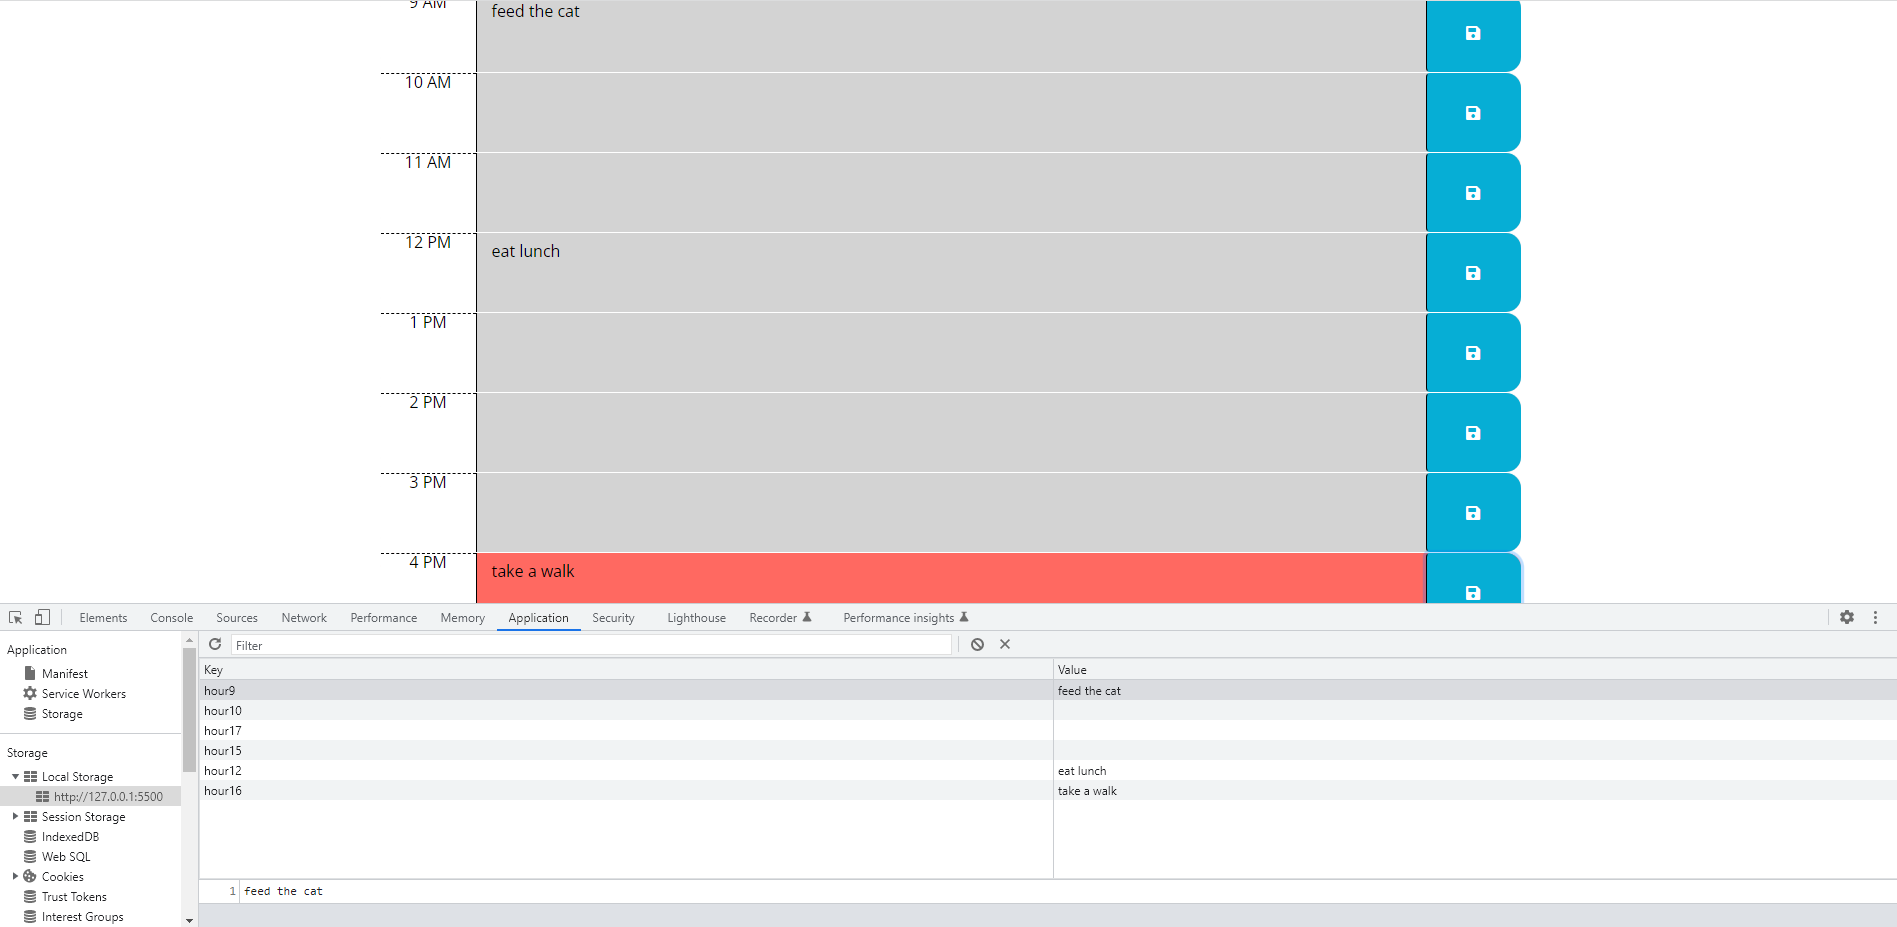 9 AM feed the cat
10 AM
11 AM
12 PM eat lunch
1 PM
2 PM
3 PM
4 PM take a walk
Elements Console Sources Network Performance Memory Application Security Lighthouse Recorder Performance insights
Application
Manifest
Service Workers
Storage
Storage
Local Storage
http://127.0.0.1:5500
Session Storage
IndexedDB
Web SQL
Cookies
Trust Tokens
Interest Groups
Filter
Key Value
hour9 feed the cat
hour10
hour17
hour15
hour12 eat lunch
hour16 take a walk
1 feed the cat